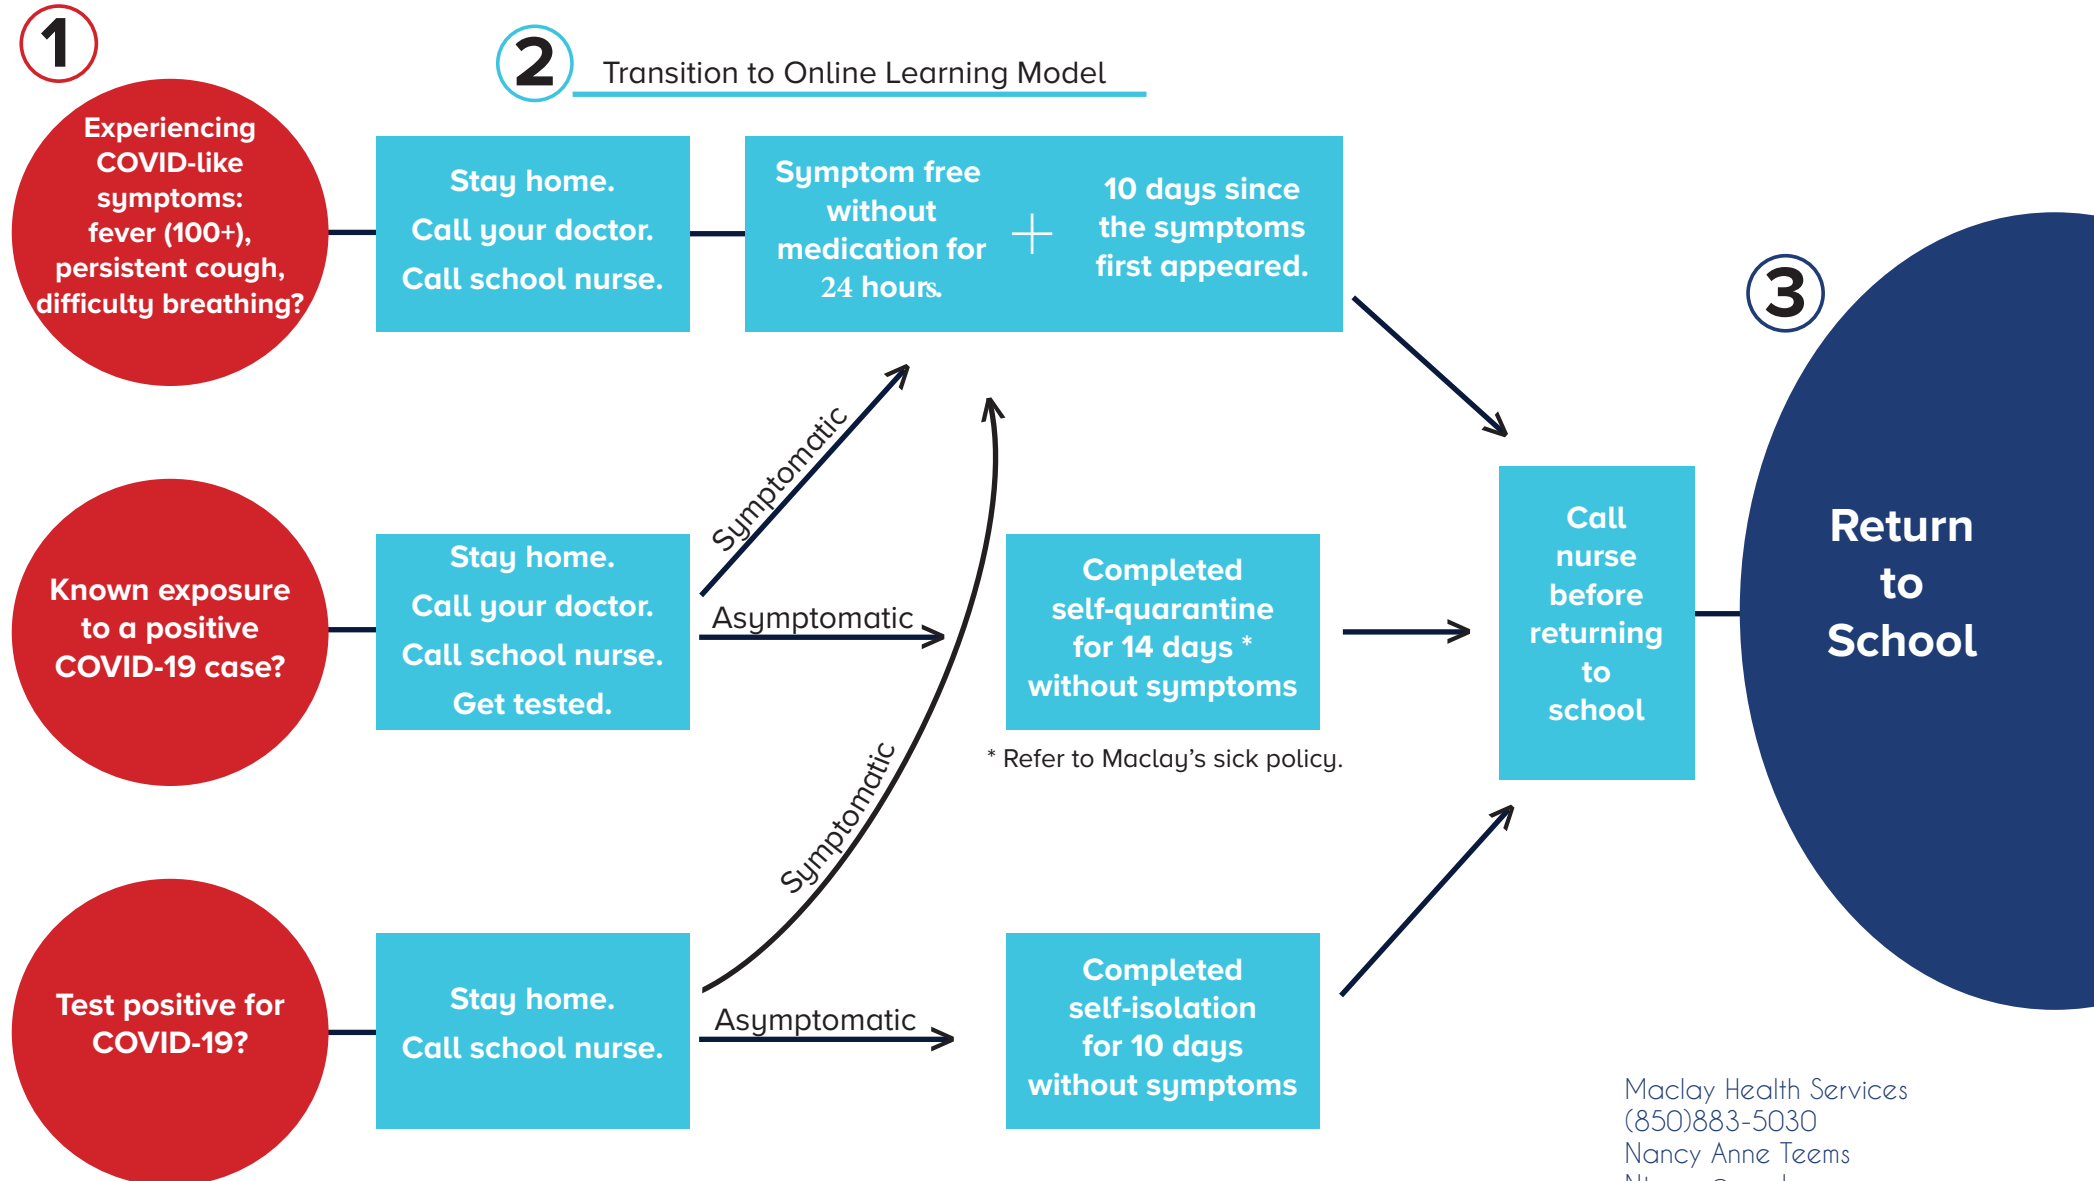 1
2
Transition to Online Learning Model
Experiencing
COVID-like
symptoms:
fever (100+),
persistent cough,
difficulty breathing?
Stay home.
Call your doctor.
Call school nurse.
Symptom free
without
medication for
24 hours.
+
10 days since
the symptoms
first appeared.
3
Symptomatic
Known exposure
to a positive
COVID-19 case?
Stay home.
Call your doctor.
Call school nurse.
Get tested.
Asymptomatic
Completed
self-quarantine
for 14 days *
without symptoms
* Refer to Maclay's sick policy.
Call
nurse
before
returning
to
school
Return
to
School
Symptomatic
Test positive for
COVID-19?
Stay home.
Call school nurse.
Asymptomatic
Completed
self-isolation
for 10 days
without symptoms
Maclay Health Services
(850)883-5030
Nancy Anne Teems